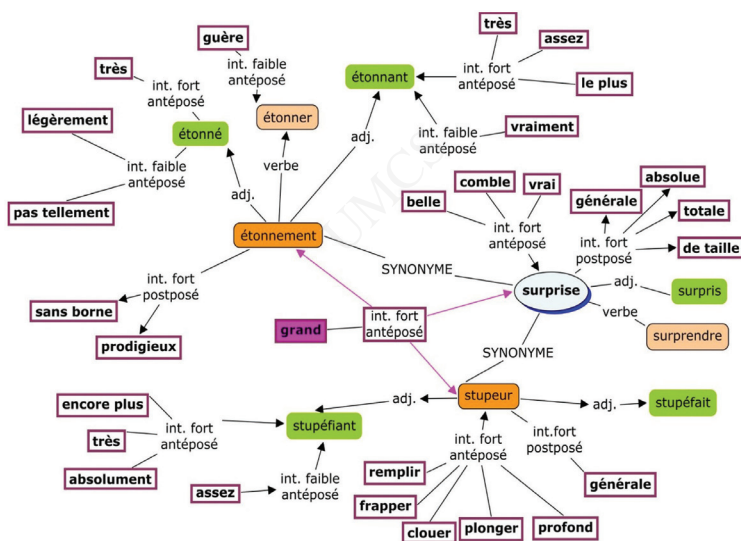 guère
très
int. fort
antéposé
int. faible
antéposé
légèrement
étonné
étonner
int. faible
antéposé
pas tellement
adj.
verbe
adj.
étonnement
int. fort
postposé
sans borne
prodigieux
très
assez
étonnant
int. fort
antéposé
le plus
int. faible
antéposé
vraiment
UMCS
comble
vrai
belle
int. fort
antéposé
absolue
générale
totale
int. fort
postposé
de taille
SYNONYME
surprise
adj.
surpris
verbe
surprendre
grand
int. fort
antéposé
SYNONYME
encore plus
int. fort
antéposé
très
absolument
adj.
stupéfiant
stupeur
adj.
stupéfait
int. faible
antéposé
assez
int. fort
antéposé
int.fort
postposé
remplir
frapper
clouer
plonger
profond
générale